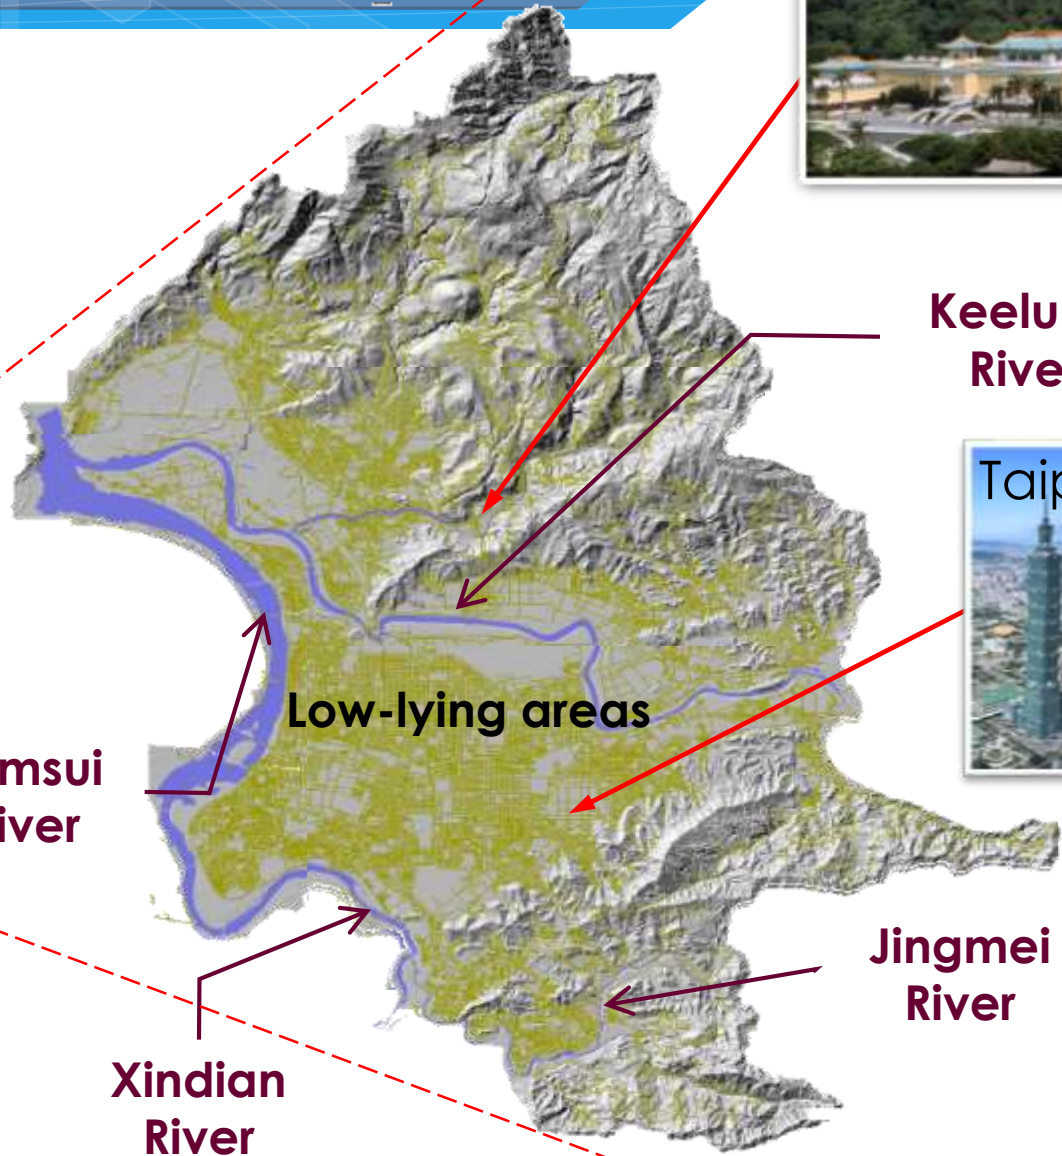 Keelu
Rive
Taip
Low-lying areas
msui
iver
Jingmei
River
Xindian
River